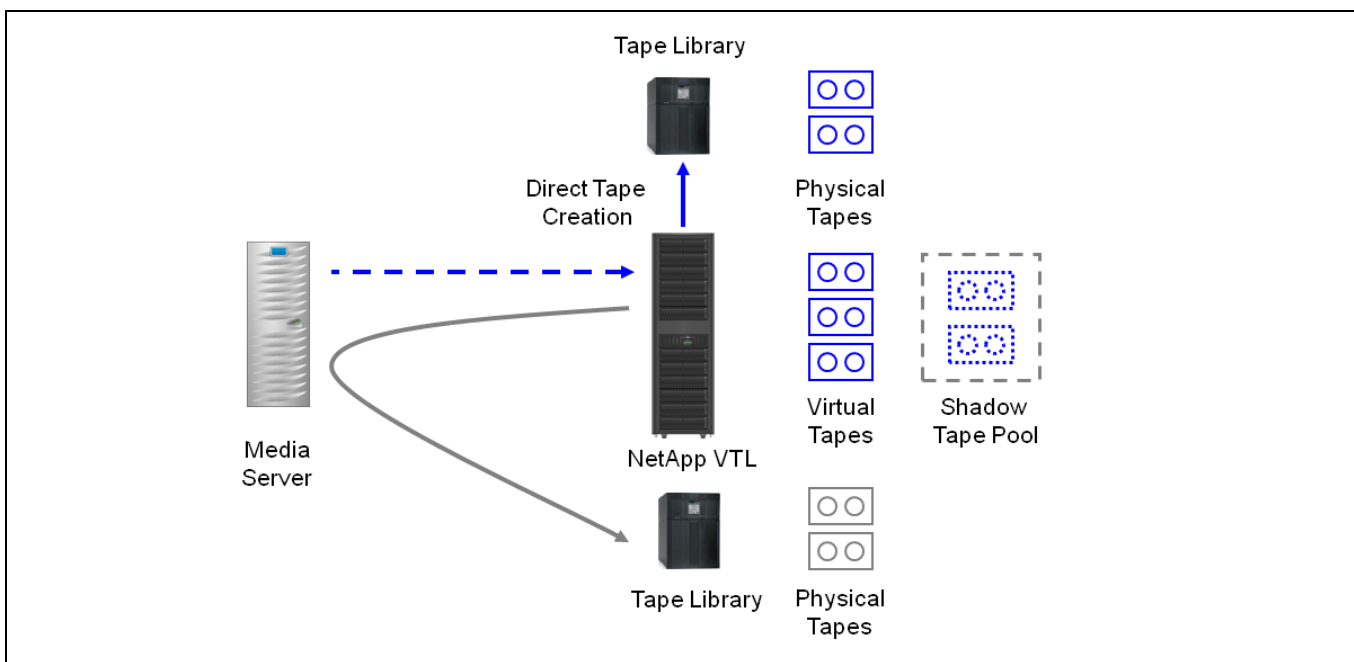 Tape Library
Direct Tape
Creation
Physical
Tapes
Media
Server
NetApp VTL
Virtual
Tapes
Shadow
Tape Pool
Tape Library
Physical
Tapes